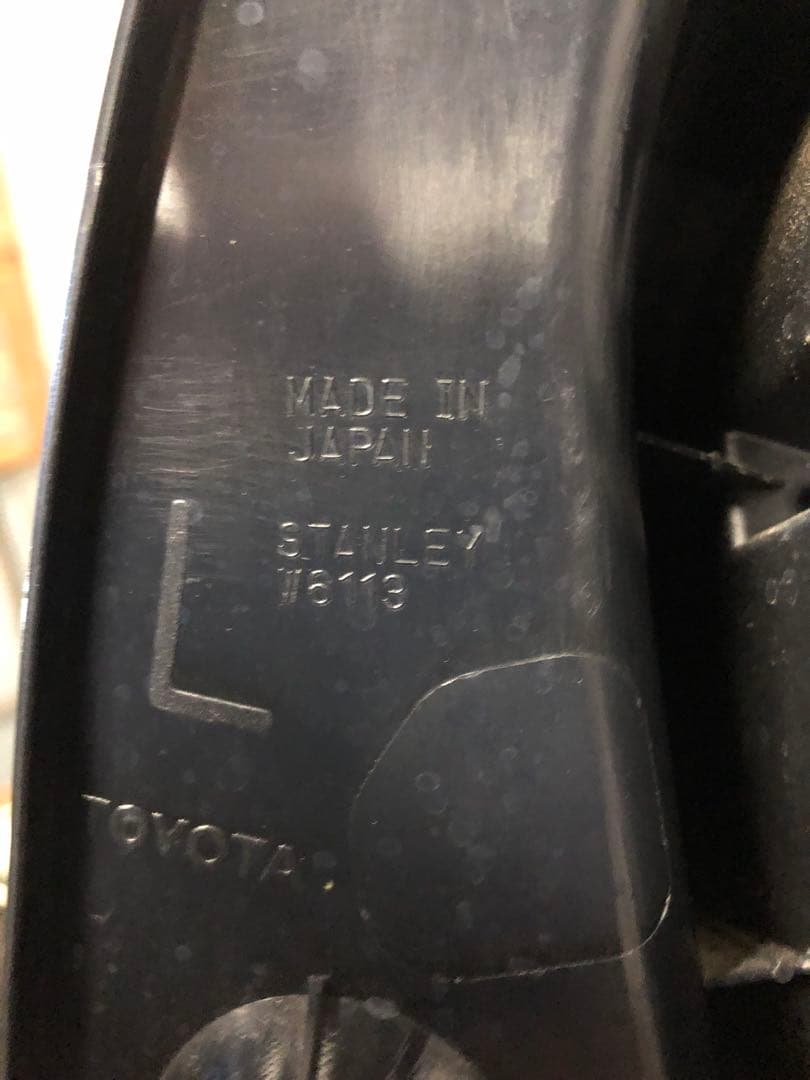 MADE IN
JAPAN
STANLEY
W6113
L
TOYOTA